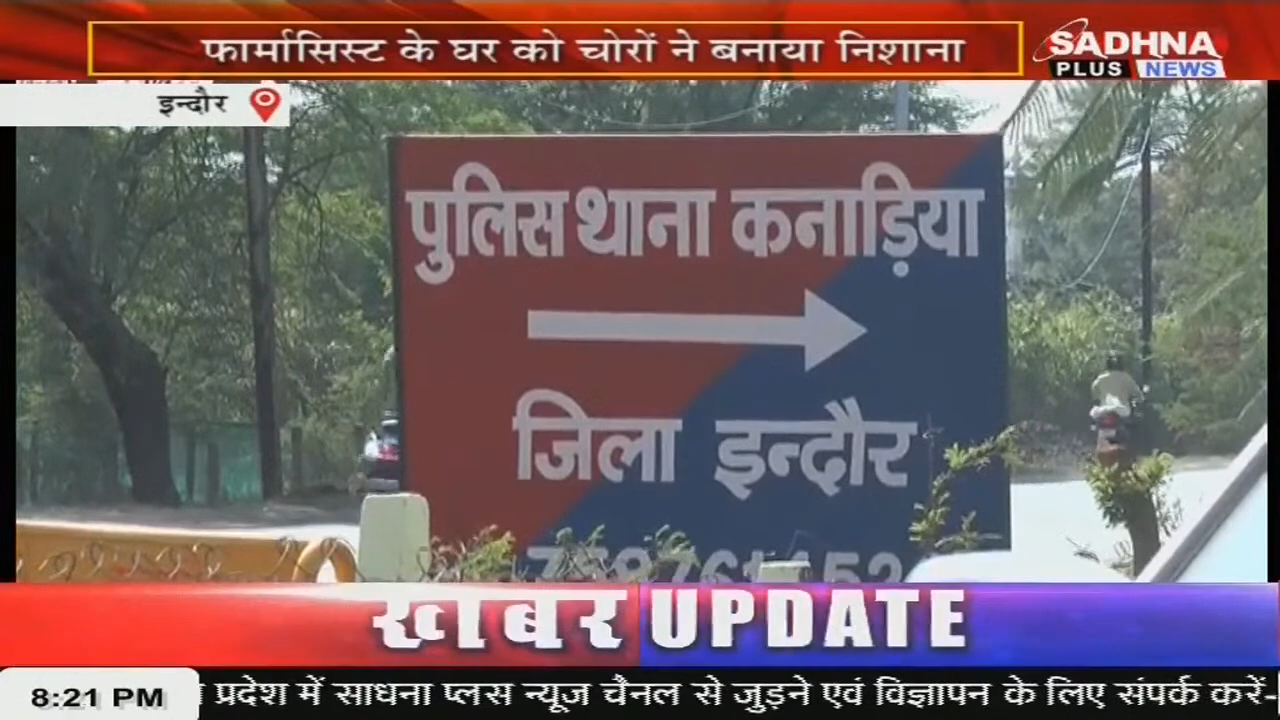 फार्मासिस्ट के घर को चोरों ने बनाया निशाना
SADHNA
PLUS NEWS
इन्दौर
पुलिस थाना कनाड़िया
जिला इन्दौर
खबर UPDATE
8:21 PM
प्रदेश में साधना प्लस न्यूज चैनल से जुड़ने एवं विज्ञापन के लिए संपर्क करें-